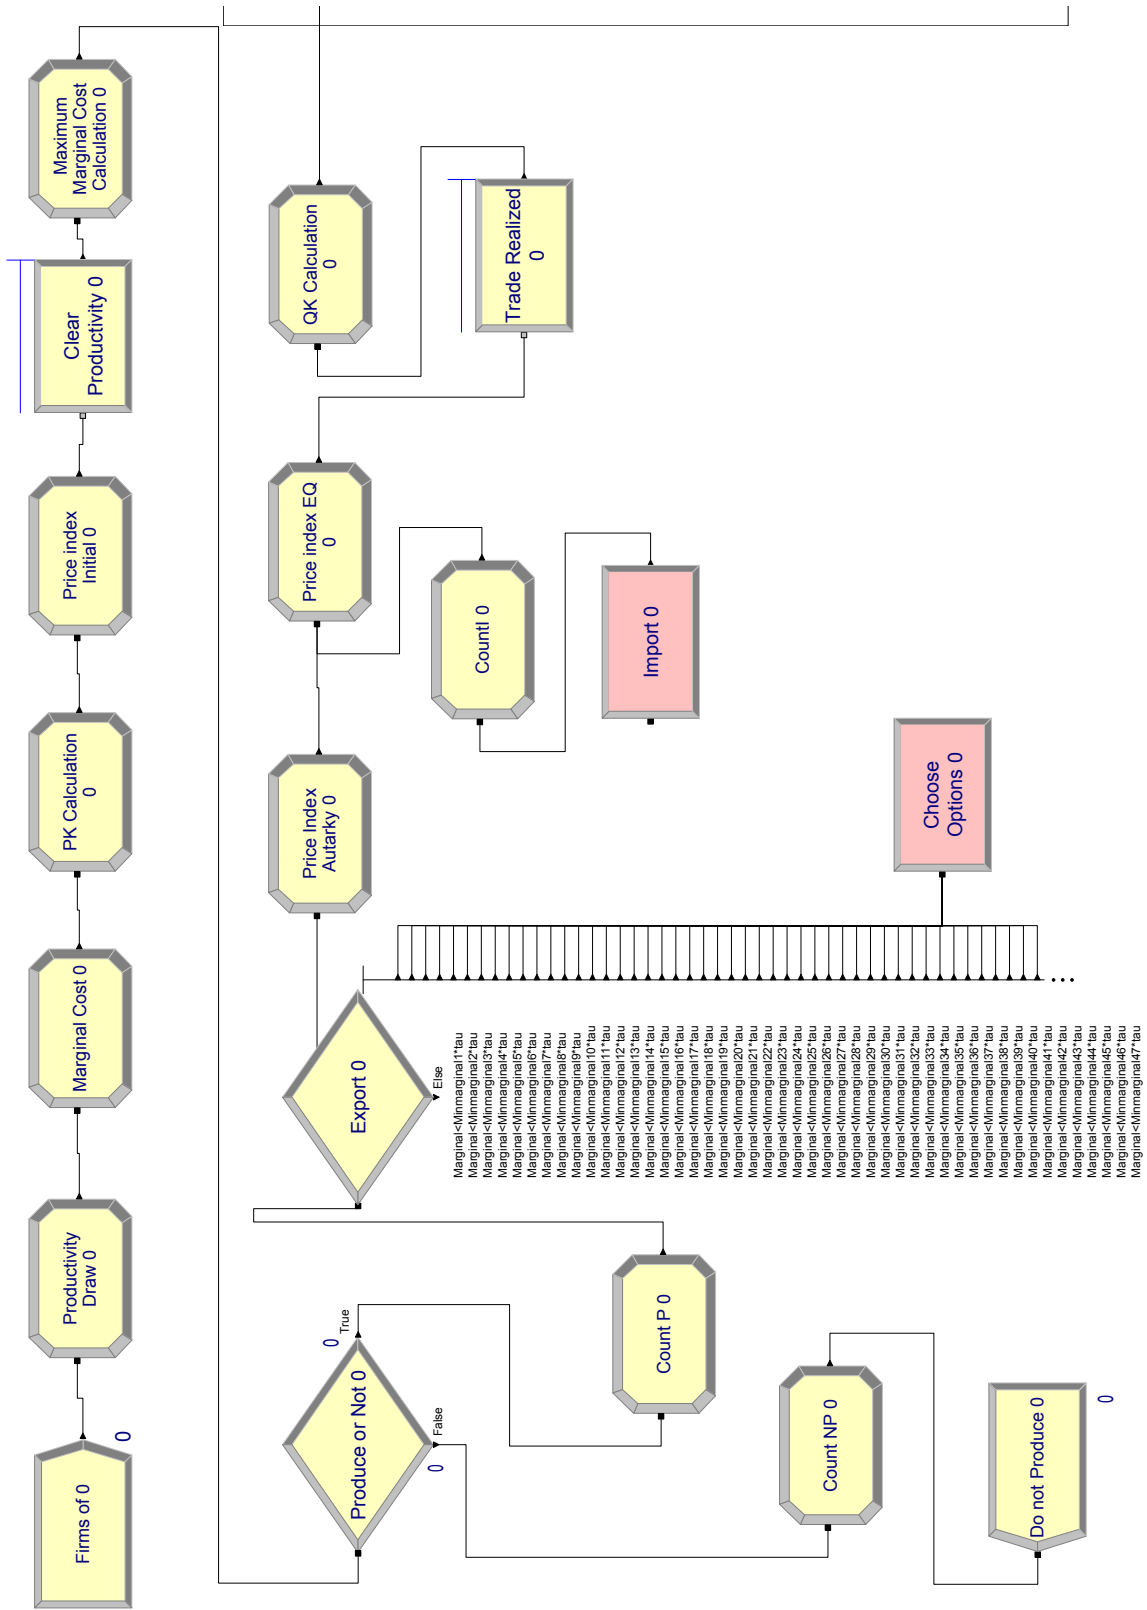 Firms of 0
0
Productivity
Draw 0
Marginal Cost 0
PK Calculation
0
Price index
Initial 0
Clear
Productivity 0
Maximum
Marginal Cost
Calculation 0
Produce or Not 0
0
True
0
False
Export 0
Else
Price Index
Autarky 0
Price index EQ
0
QK Calculation
0
CountI 0
Trade Realized
0
Import 0
Marginal<Minmarginal1*tau
Marginal<Minmarginal2*tau
Marginal<Minmarginal3*tau
Marginal<Minmarginal4*tau
Marginal<Minmarginal5*tau
Marginal<Minmarginal6*tau
Marginal<Minmarginal7*tau
Marginal<Minmarginal8*tau
Marginal<Minmarginal9*tau
Marginal<Minmarginal10*tau
Marginal<Minmarginal11*tau
Marginal<Minmarginal12*tau
Marginal<Minmarginal13*tau
Marginal<Minmarginal14*tau
Marginal<Minmarginal15*tau
Marginal<Minmarginal16*tau
Marginal<Minmarginal17*tau
Marginal<Minmarginal18*tau
Marginal<Minmarginal19*tau
Marginal<Minmarginal20*tau
Marginal<Minmarginal21*tau
Marginal<Minmarginal22*tau
Marginal<Minmarginal23*tau
Marginal<Minmarginal24*tau
Marginal<Minmarginal25*tau
Marginal<Minmarginal26*tau
Marginal<Minmarginal27*tau
Marginal<Minmarginal28*tau
Marginal<Minmarginal29*tau
Marginal<Minmarginal30*tau
Marginal<Minmarginal31*tau
Marginal<Minmarginal32*tau
Marginal<Minmarginal33*tau
Marginal<Minmarginal34*tau
Marginal<Minmarginal35*tau
Marginal<Minmarginal36*tau
Marginal<Minmarginal37*tau
Marginal<Minmarginal38*tau
Marginal<Minmarginal39*tau
Marginal<Minmarginal40*tau
Marginal<Minmarginal41*tau
Marginal<Minmarginal42*tau
Marginal<Minmarginal43*tau
Marginal<Minmarginal44*tau
Marginal<Minmarginal45*tau
Marginal<Minmarginal46*tau
Marginal<Minmarginal47*tau
Count P 0
Choose
Options 0
Count NP 0
Do not Produce 0
0